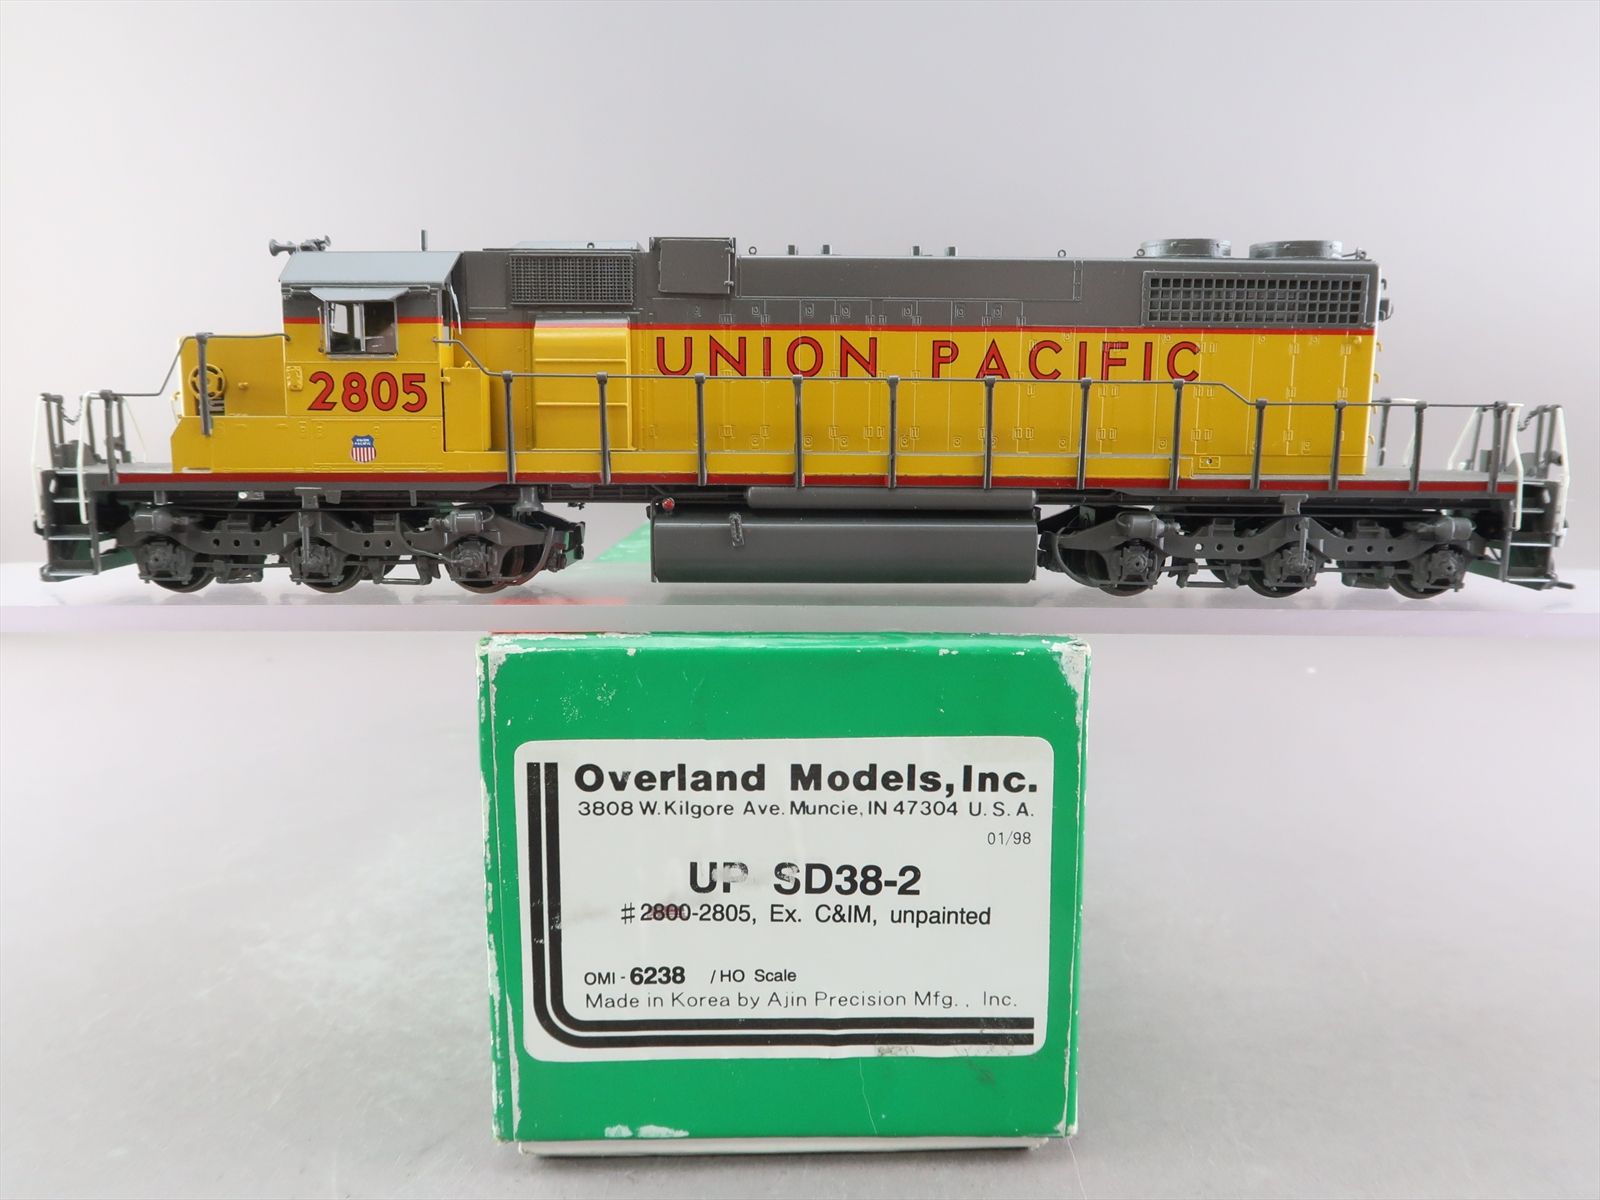 UNION PACIFIC
2805
UNION
PACIFIC
Overland Models, Inc.
3808 W. Kilgore Ave. Muncie, IN 47304 U. S. A.
01/98
UP SD38-2
#2800-2805, Ex. C&IM, unpainted
OMI - 6238 / HO Scale
Made in Korea by Ajin Precision Mfg., Inc.